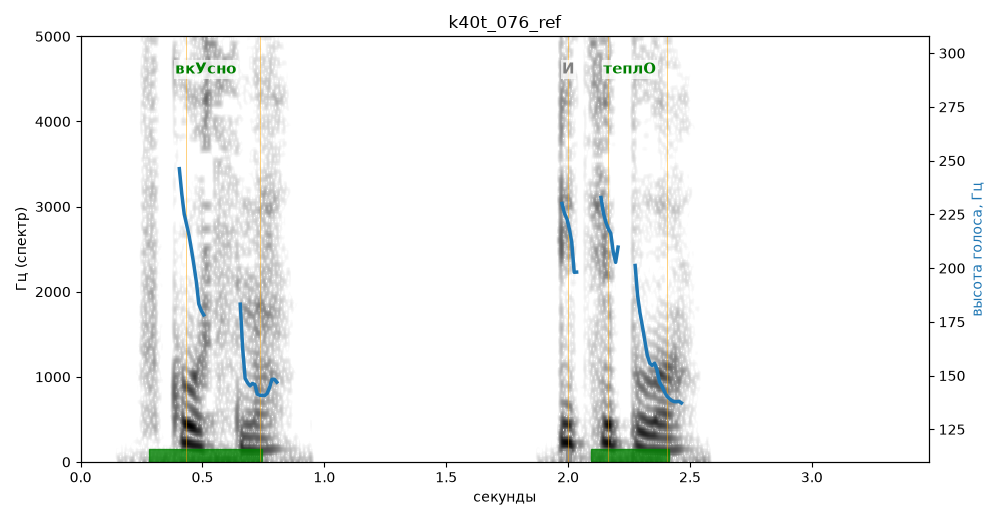 k40t_076_ref
вкУсно И теплО
5000 4000 3000 2000 1000 0
Гц (спектр)
300 275 250 225 200 175 150 125
высота голоса, Гц
0.0 0.5 1.0 1.5 2.0 2.5 3.0
секунды